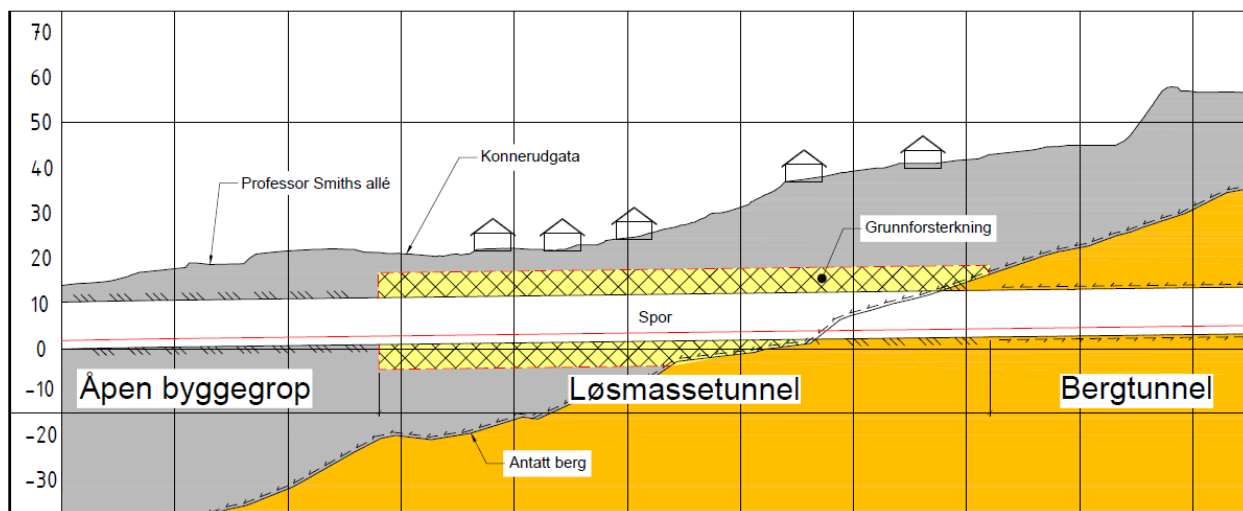 70
60
50
40
30
20
10
0
-10
-20
-30
Professor Smiths allé
Konnerudgata
Grunnforsterkning
Spor
Åpen byggegrop
Løsmassetunnel
Bergtunnel
Antatt berg